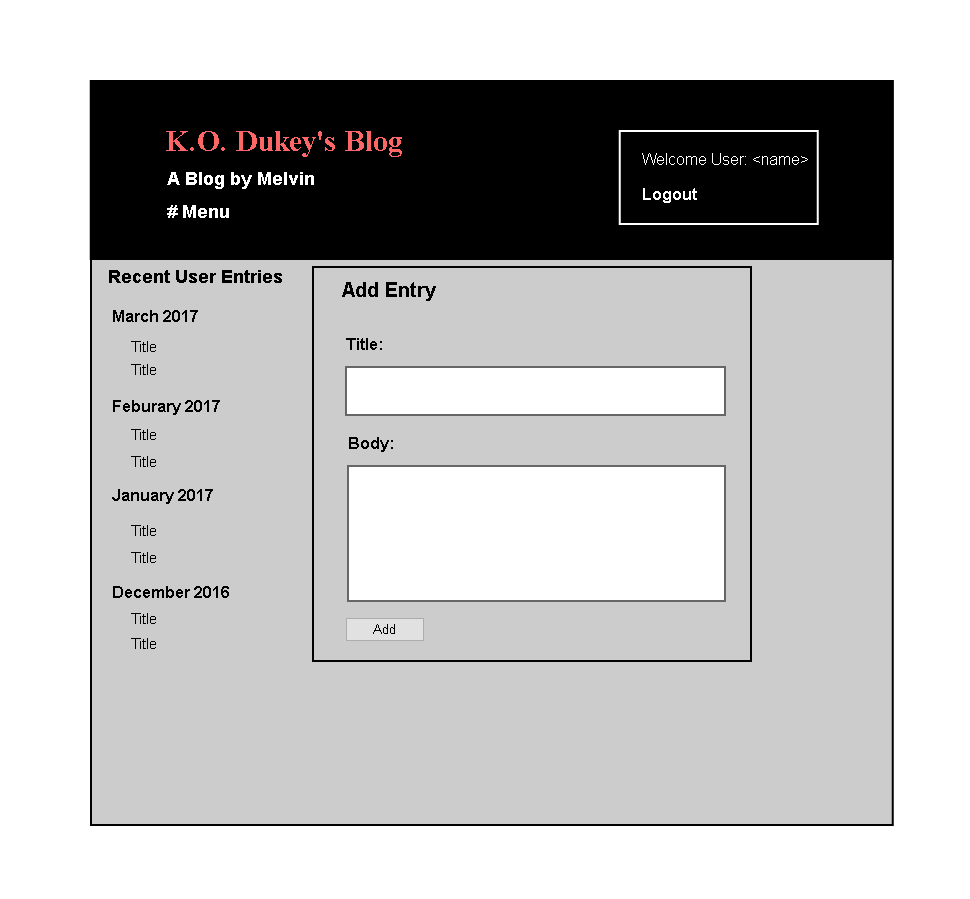 K.O. Dukey's Blog
A Blog by Melvin
# Menu
Welcome User: <name>
Logout
Recent User Entries
March 2017
Title
Title
Feburary 2017
Title
Title
January 2017
Title
Title
December 2016
Title
Title
Add Entry
Title:
Body:
Add